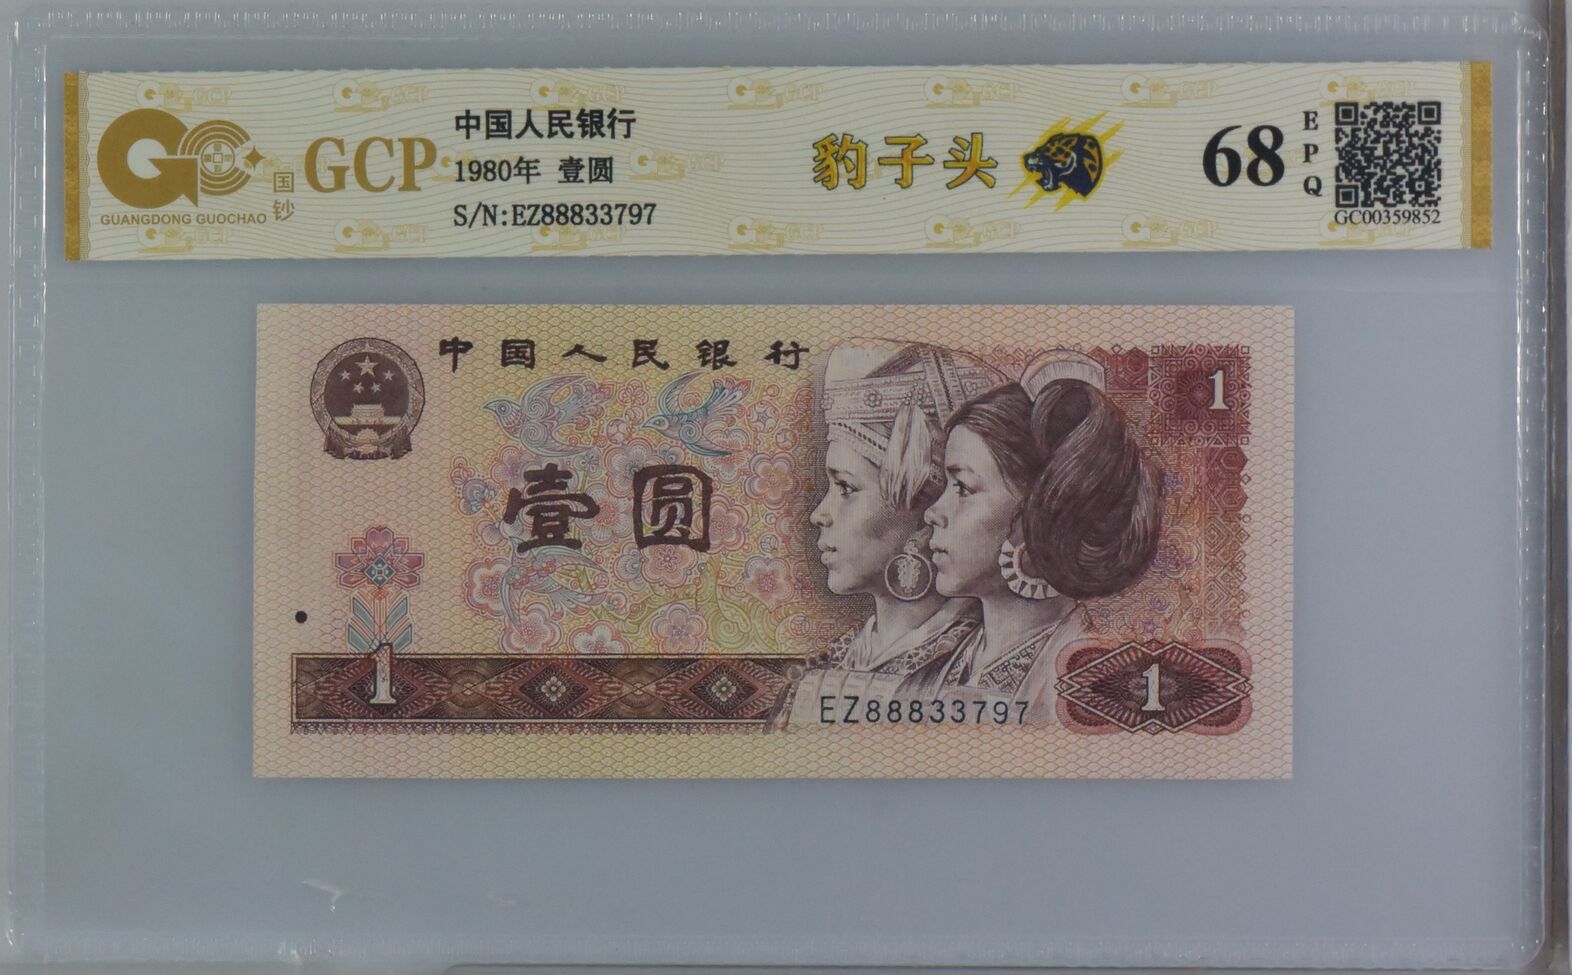 GCP
国
钞
GUANGDONG GUOCHAO
中国人民银行
1980年 壹圆
S/N:EZ88833797
豹子头
68
E
P
Q
GC00359852
中国人民银行
1
壹圆
1
1
EZ88833797